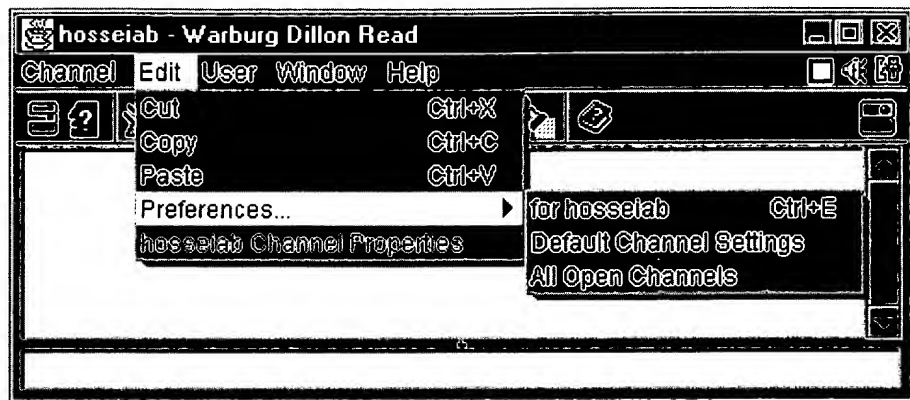 hosseiab - Warburg Dillon Read
Channel Edit User Window Help
Cut Ctrl+X
Copy Ctrl+C
Paste Ctrl+V
Preferences...
for hosseiab Ctrl+E
hosseiab Channel Properties
Default Channel Settings
All Open Channels